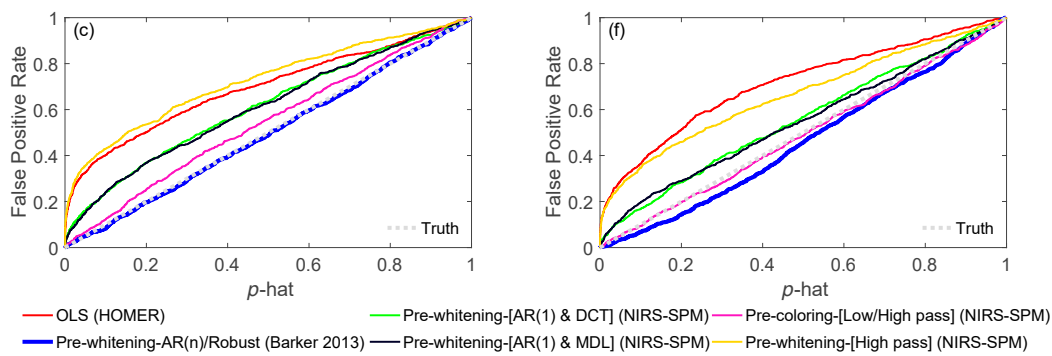 (c)
False Positive Rate
1
0.8
0.6
0.4
0.2
0
0 0.2 0.4 0.6 0.8 1
p-hat
Truth
(f)
False Positive Rate
1
0.8
0.6
0.4
0.2
0
0 0.2 0.4 0.6 0.8 1
p-hat
Truth
OLS (HOMER)
Pre-whitening-[AR(1) & DCT] (NIRS-SPM)
Pre-coloring-[Low/High pass] (NIRS-SPM)
Pre-whitening-AR(n)/Robust (Barker 2013)
Pre-whitening-[AR(1) & MDL] (NIRS-SPM)
Pre-whitening-[High pass] (NIRS-SPM)